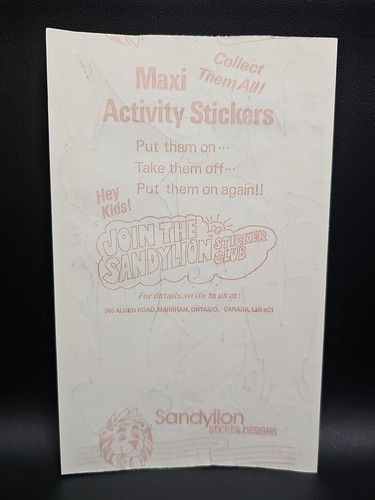 Collect
Them All!
Maxi
Activity Stickers
Put them on...
Take them off...
Put them on again!!
Hey
Kids!
JOIN THE
SANDYLION
STICKER
CLUB
For details, write to us at:
340 ALDEN ROAD, MARKHAM, ONTARIO, CANADA, L3R 4C1
Sandylion
STICKER DESIGNS